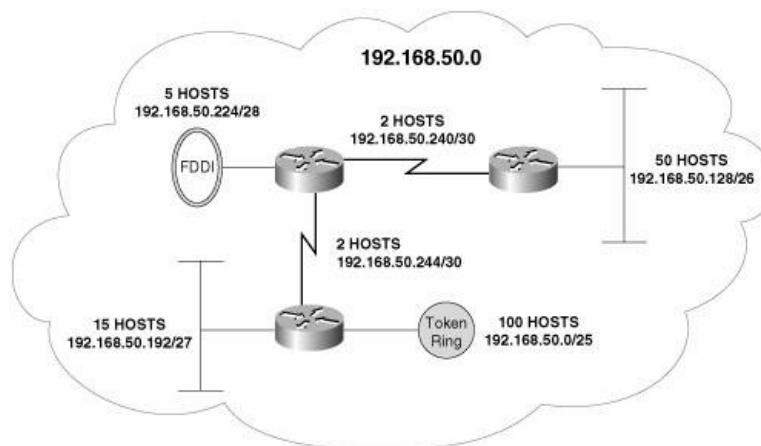 192.168.50.0
5 HOSTS
192.168.50.224/28
2 HOSTS
192.168.50.240/30
FDDI
50 HOSTS
192.168.50.128/26
2 HOSTS
192.168.50.244/30
15 HOSTS
192.168.50.192/27
Token
Ring
100 HOSTS
192.168.50.0/25